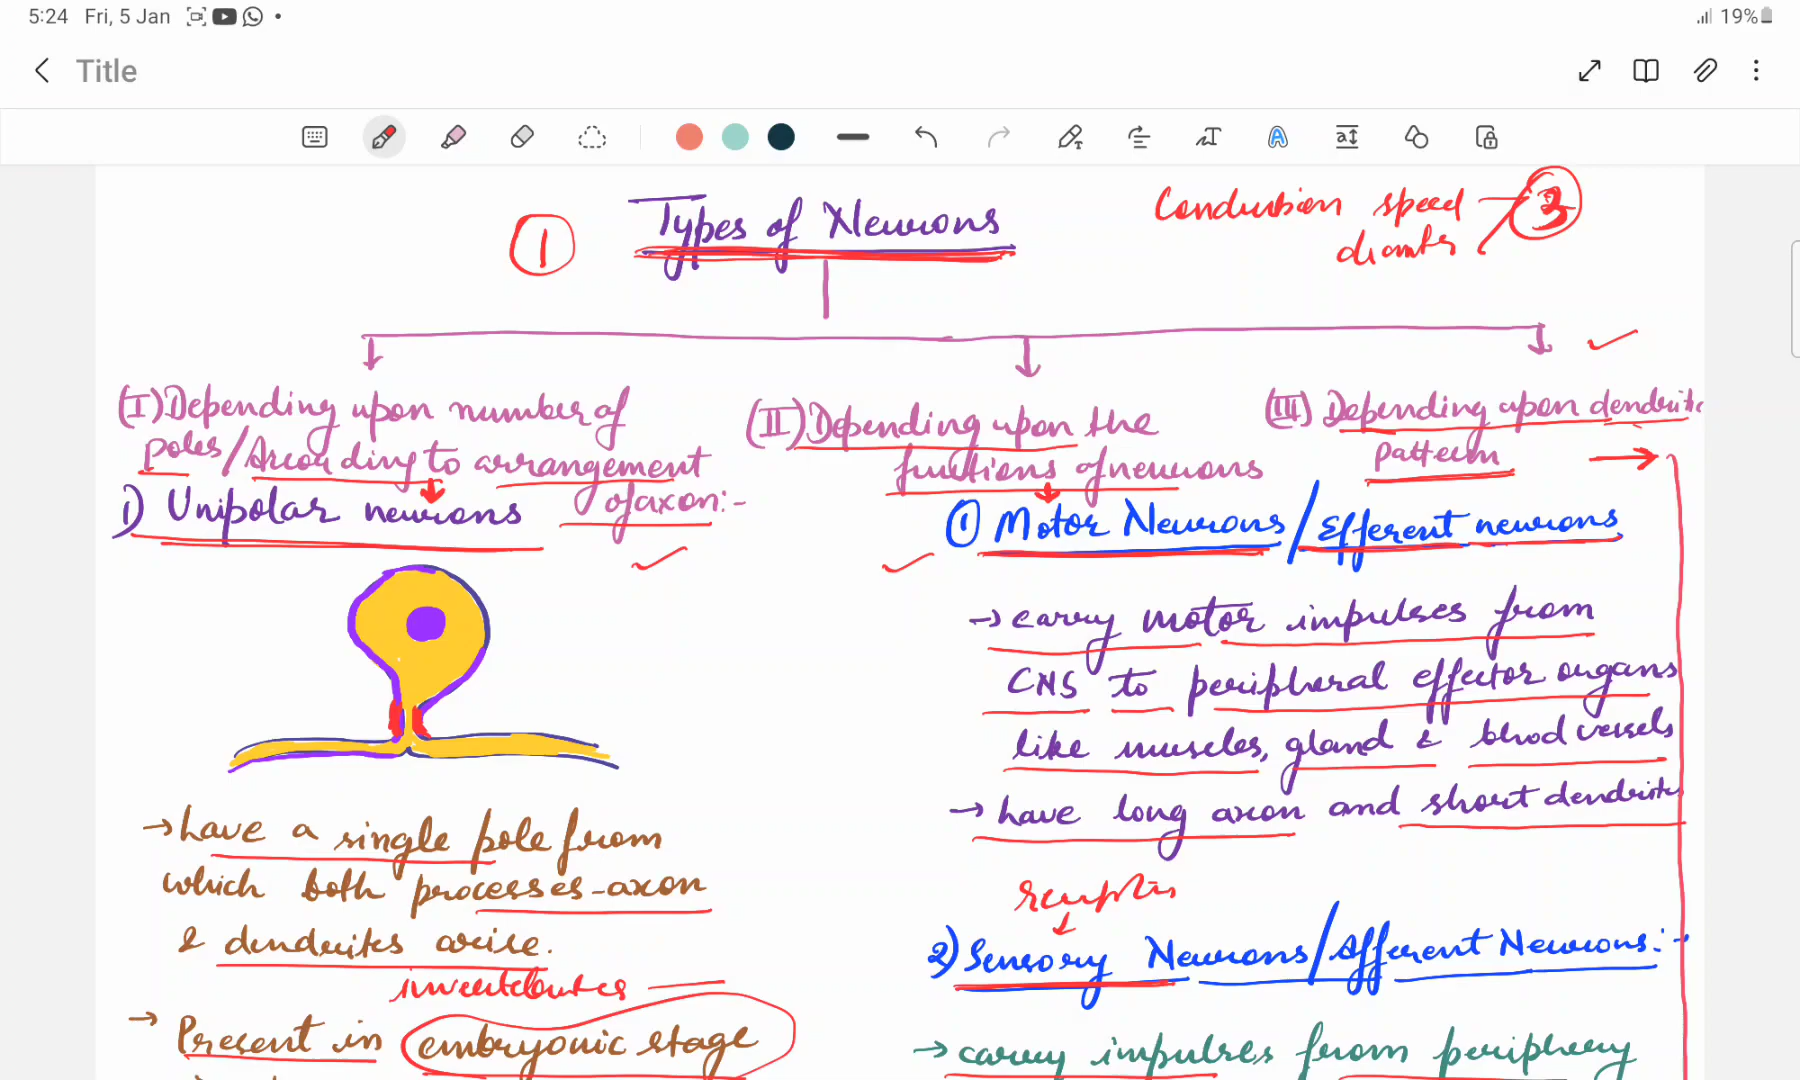 5:24 Fri, 5 Jan
19%
Title
① Types of Neurons
Conduction speed
3
(I) Depending upon number of
poles/According to arrangement
of axon:-
(II) Depending upon the
functions of neurons
(III) Depending upon dendritic
pattern
1) Unipolar neurons
→ have a single pole from
which both processes-axon
& dendrites arise.
invertebrates
→ Present in embryonic stage
① Motor Neurons/Efferent neurons
→ carry motor impulses from
CNS to peripheral effector organs
like muscles, gland & blood vessels
→ have long axon and short dendrites
2) Sensory Neurons/Afferent Neurons:-
→ carry impulses from periphery